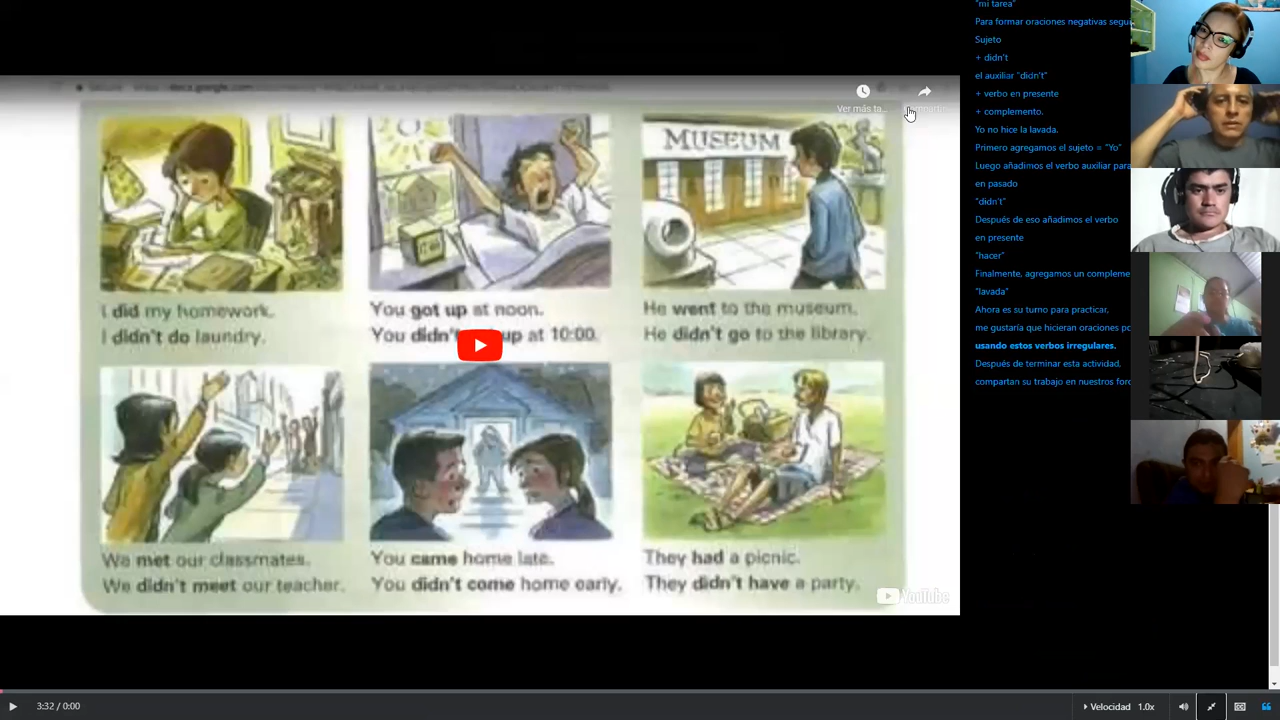 Ver más ta...
MUSEUM
I did my homework.
I didn't do laundry.
You got up at noon.
You didn't up at 10:00.
He went to the museum.
He didn't go to the library.
We met our classmates.
We didn't meet our teacher.
You came home late.
You didn't come home early.
They had a picnic.
They didn't have a party.
YouTube
"mi tarea"
Para formar oraciones negativas segu
Sujeto
+ didn't
el auxiliar "didn't"
+ verbo en presente
+ complemento.
Yo no hice la lavada.
Primero agregamos el sujeto = "Yo"
Luego añadimos el verbo auxiliar para
en pasado
"didn't"
Después de eso añadimos el verbo
en presente
"hacer"
Finalmente, agregamos un compleme
"lavada"
Ahora es su turno para practicar,
me gustaría que hicieran oraciones po
usando estos verbos irregulares.
Después de terminar esta actividad,
compartan su trabajo en nuestros foro
3:32 / 0:00
Velocidad 1.0x